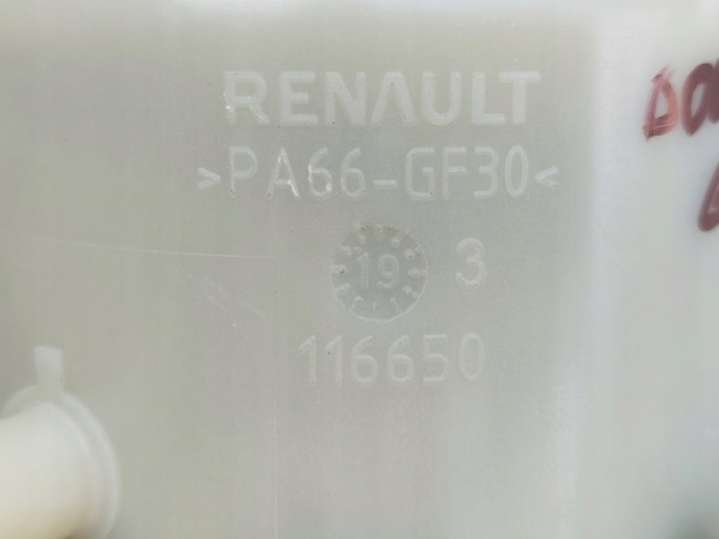 RENAULT
>PA66-GF30<
19 3
116650